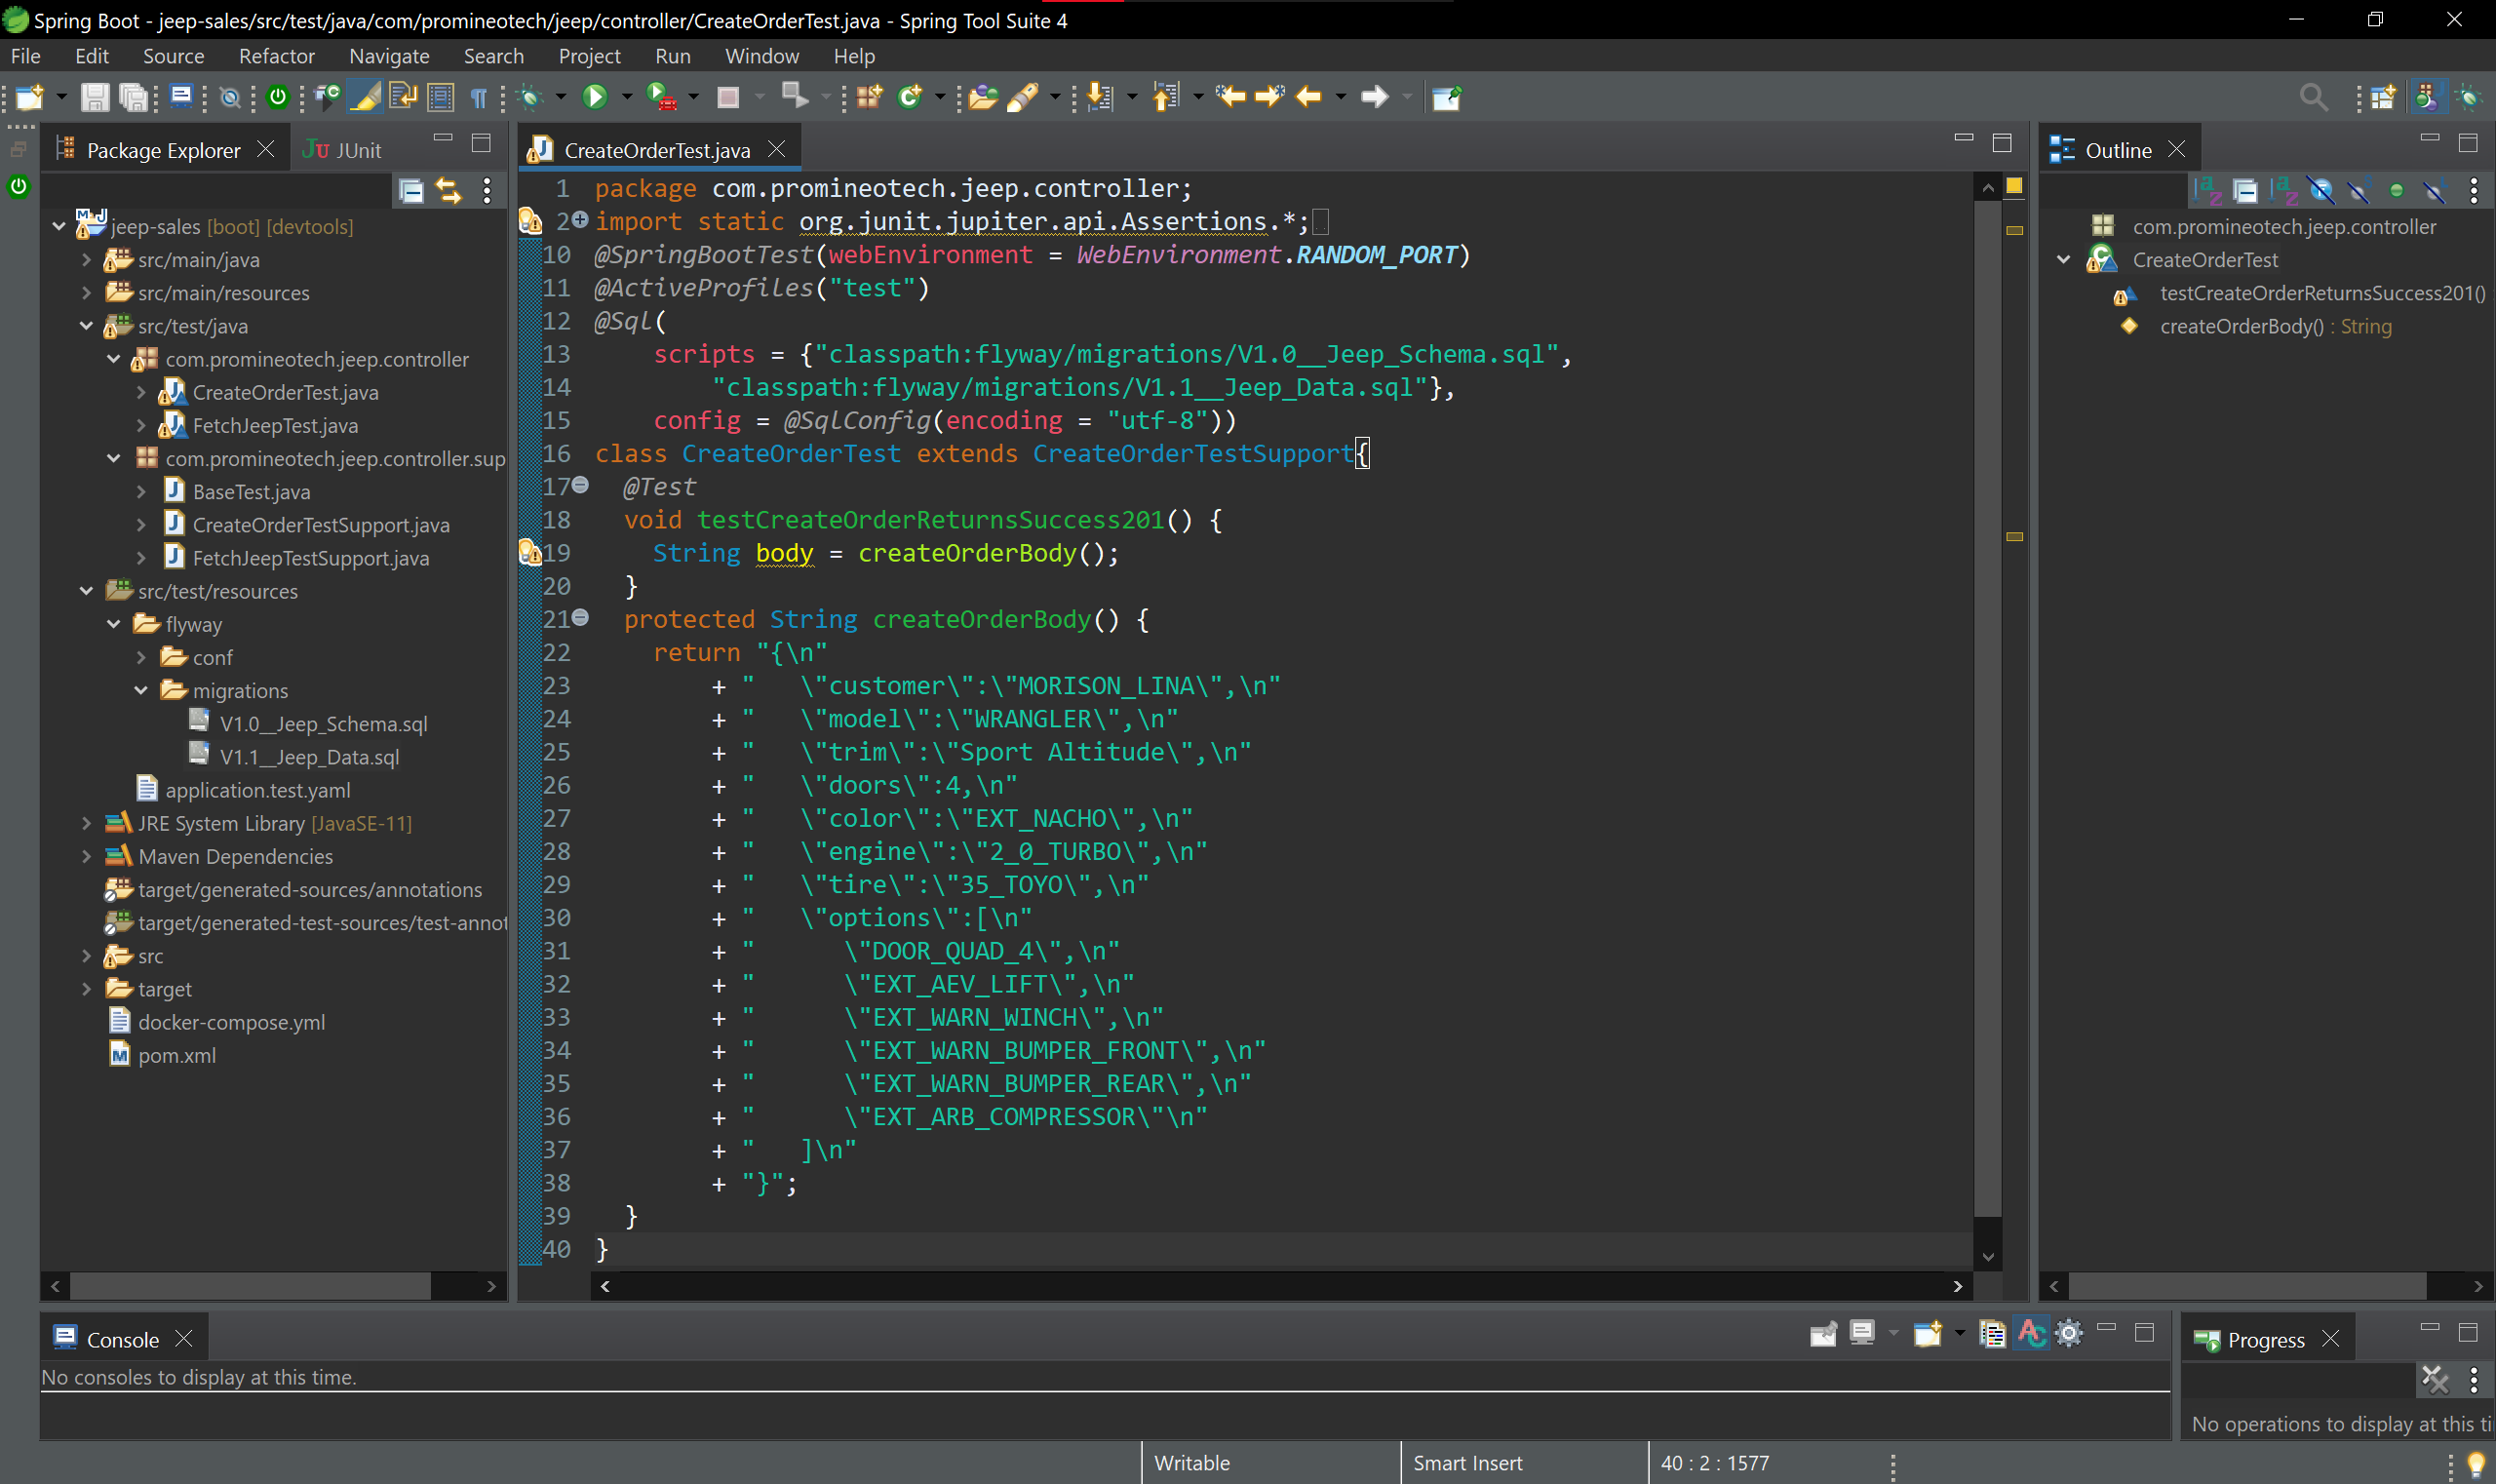 Spring Boot - jeep-sales/src/test/java/com/promineotech/jeep/controller/CreateOrderTest.java - Spring Tool Suite 4
File Edit Source Refactor Navigate Search Project Run Window Help
Package Explorer
JUnit
jeep-sales [boot] [devtools]
src/main/java
src/main/resources
src/test/java
com.promineotech.jeep.controller
CreateOrderTest.java
FetchJeepTest.java
com.promineotech.jeep.controller.sup
BaseTest.java
CreateOrderTestSupport.java
FetchJeepTestSupport.java
src/test/resources
flyway
conf
migrations
V1.0__Jeep_Schema.sql
V1.1__Jeep_Data.sql
application.test.yaml
JRE System Library [JavaSE-11]
Maven Dependencies
target/generated-sources/annotations
target/generated-test-sources/test-annot
src
target
docker-compose.yml
pom.xml
CreateOrderTest.java
1 package com.promineotech.jeep.controller;
2 import static org.junit.jupiter.api.Assertions.*;
10 @SpringBootTest(webEnvironment = WebEnvironment.RANDOM_PORT)
11 @ActiveProfiles("test")
12 @Sql(
13     scripts = {"classpath:flyway/migrations/V1.0__Jeep_Schema.sql",
14         "classpath:flyway/migrations/V1.1__Jeep_Data.sql"},
15     config = @SqlConfig(encoding = "utf-8"))
16 class CreateOrderTest extends CreateOrderTestSupport{
17   @Test
18   void testCreateOrderReturnsSuccess201() {
19     String body = createOrderBody();
20   }
21   protected String createOrderBody() {
22     return "{\n"
23         + "   \"customer\":\"MORISON_LINA\",\n"
24         + "   \"model\":\"WRANGLER\",\n"
25         + "   \"trim\":\"Sport Altitude\",\n"
26         + "   \"doors\":4,\n"
27         + "   \"color\":\"EXT_NACHO\",\n"
28         + "   \"engine\":\"2_0_TURBO\",\n"
29         + "   \"tire\":\"35_TOYO\",\n"
30         + "   \"options\":[\n"
31         + "      \"DOOR_QUAD_4\",\n"
32         + "      \"EXT_AEV_LIFT\",\n"
33         + "      \"EXT_WARN_WINCH\",\n"
34         + "      \"EXT_WARN_BUMPER_FRONT\",\n"
35         + "      \"EXT_WARN_BUMPER_REAR\",\n"
36         + "      \"EXT_ARB_COMPRESSOR\"\n"
37         + "   ]\n"
38         + "}";
39   }
40 }
Outline
com.promineotech.jeep.controller
CreateOrderTest
testCreateOrderReturnsSuccess201()
createOrderBody() : String
Console
No consoles to display at this time.
Progress
No operations to display at this ti
Writable
Smart Insert
40 : 2 : 1577